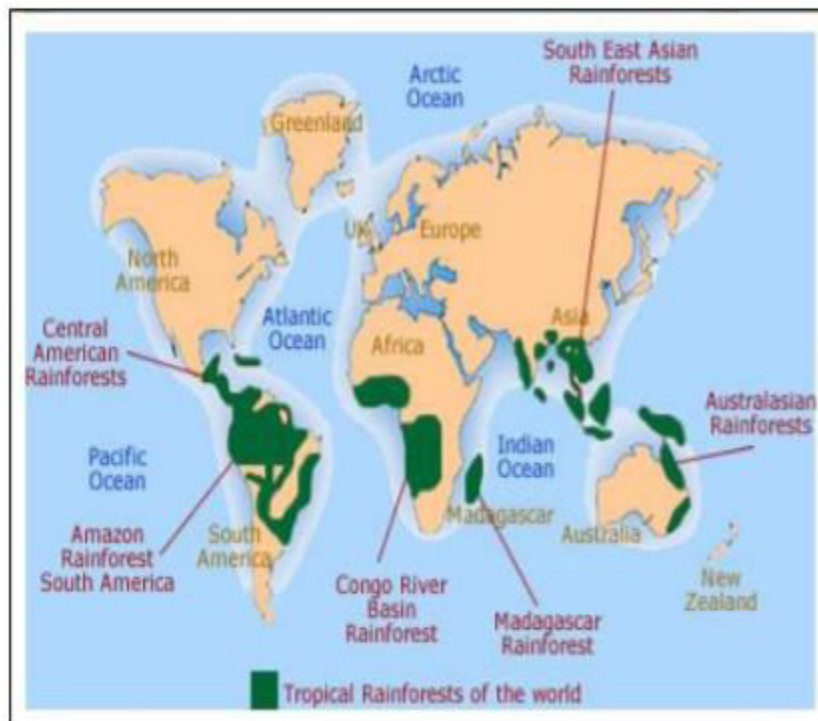 South East Asian
Rainforests
Arctic
Ocean
Greenland
UK
Europe
North
America
Asia
Atlantic
Ocean
Central
American
Rainforests
Africa
Australasian
Rainforests
Indian
Ocean
Pacific
Ocean
Madagascar
Australia
Amazon
Rainforest
South America
South
America
Congo River
Basin
Rainforest
Madagascar
Rainforest
New
Zealand
Tropical Rainforests of the world